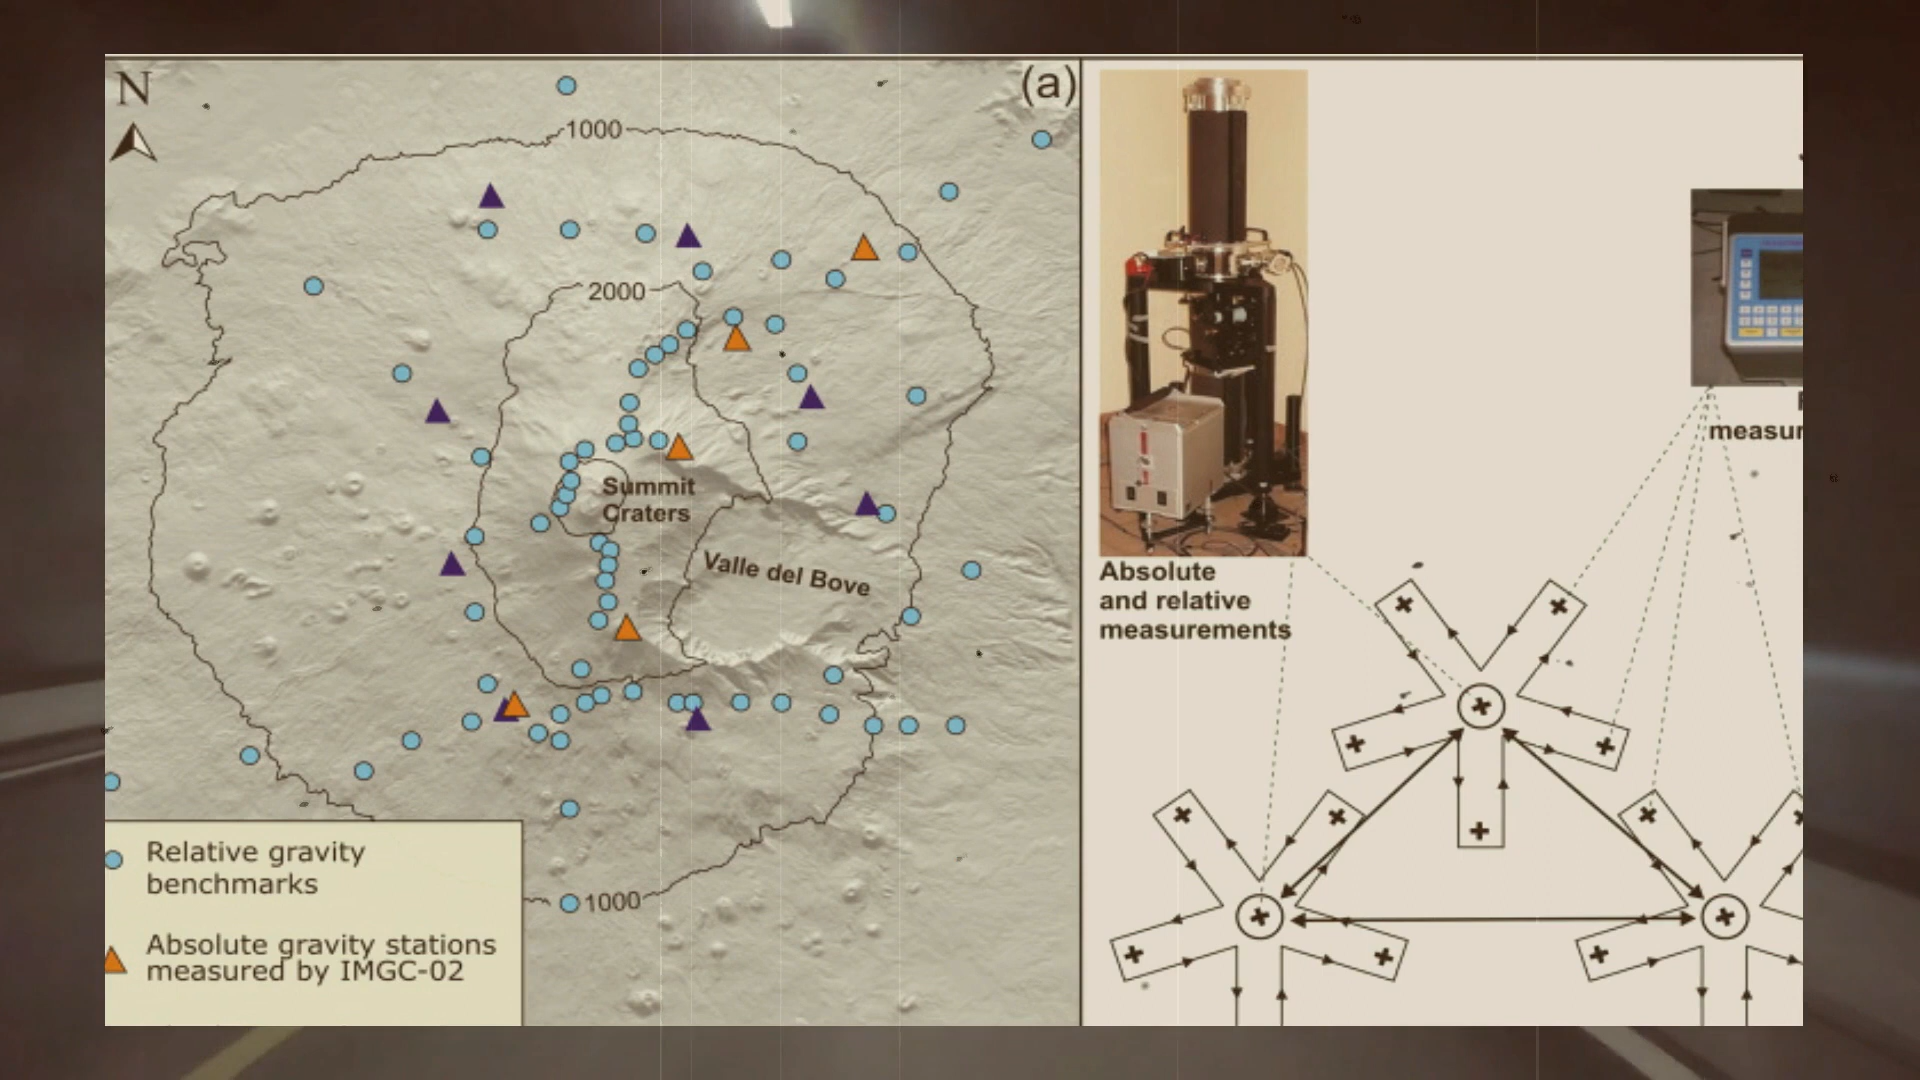 N
(a)
1000
2000
Summit
Craters
Valle del Bove
1000
Relative gravity
benchmarks
Absolute gravity stations
measured by IMGC-02
Absolute
and relative
measurements
measur